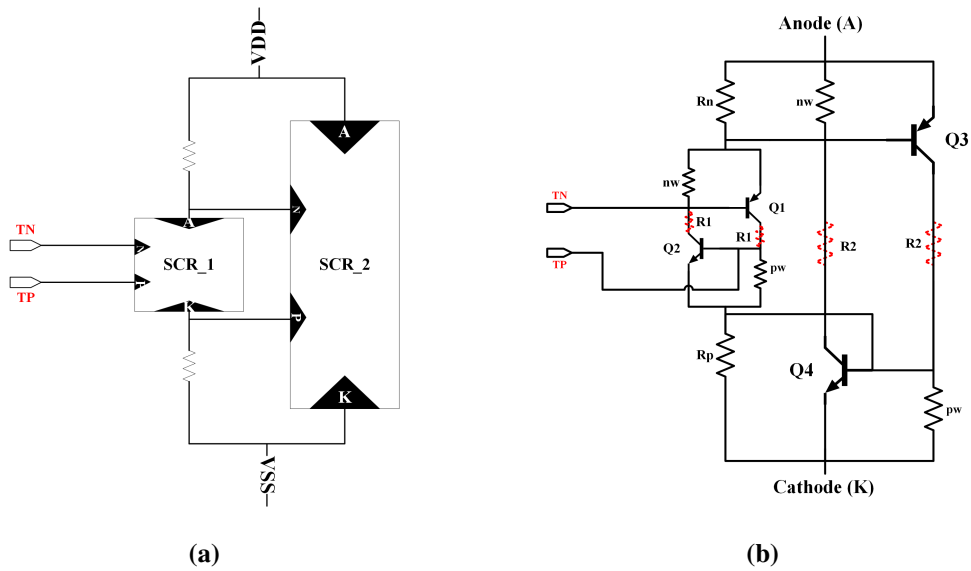 VDD
A
TN
N
A
N
SCR_1
SCR_2
TP
P
K
P
K
VSS
(a)
Anode (A)
Rn
nw
Q3
nw
TN
Q1
R1
R1
Q2
R2
R2
TP
pw
Rp
Q4
pw
Cathode (K)
(b)